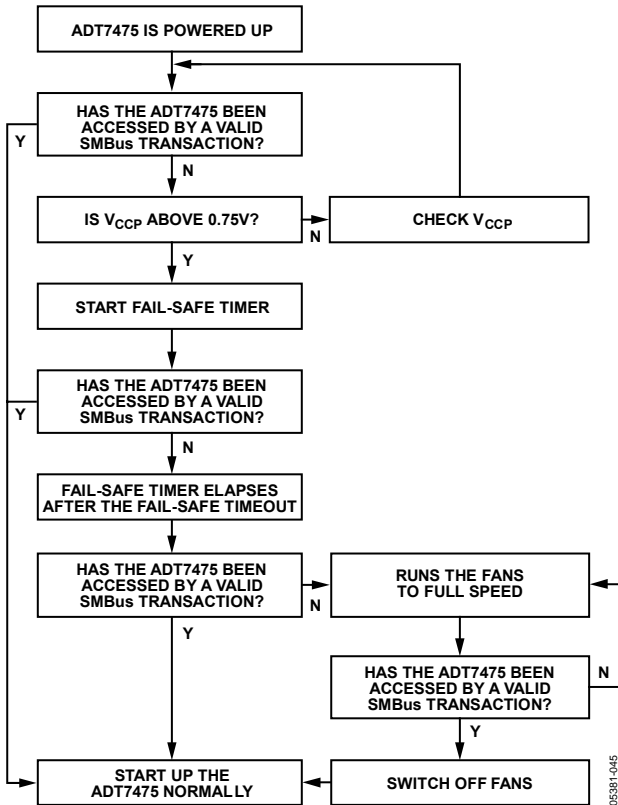 ADT7475 IS POWERED UP
HAS THE ADT7475 BEEN
ACCESSED BY A VALID
SMBus TRANSACTION?
Y
N
IS VCCP ABOVE 0.75V?
N
CHECK VCCP
Y
START FAIL-SAFE TIMER
HAS THE ADT7475 BEEN
ACCESSED BY A VALID
SMBus TRANSACTION?
Y
N
FAIL-SAFE TIMER ELAPSES
AFTER THE FAIL-SAFE TIMEOUT
HAS THE ADT7475 BEEN
ACCESSED BY A VALID
SMBus TRANSACTION?
N
RUNS THE FANS
TO FULL SPEED
Y
HAS THE ADT7475 BEEN
ACCESSED BY A VALID
SMBus TRANSACTION?
N
Y
START UP THE
ADT7475 NORMALLY
SWITCH OFF FANS
05381-045